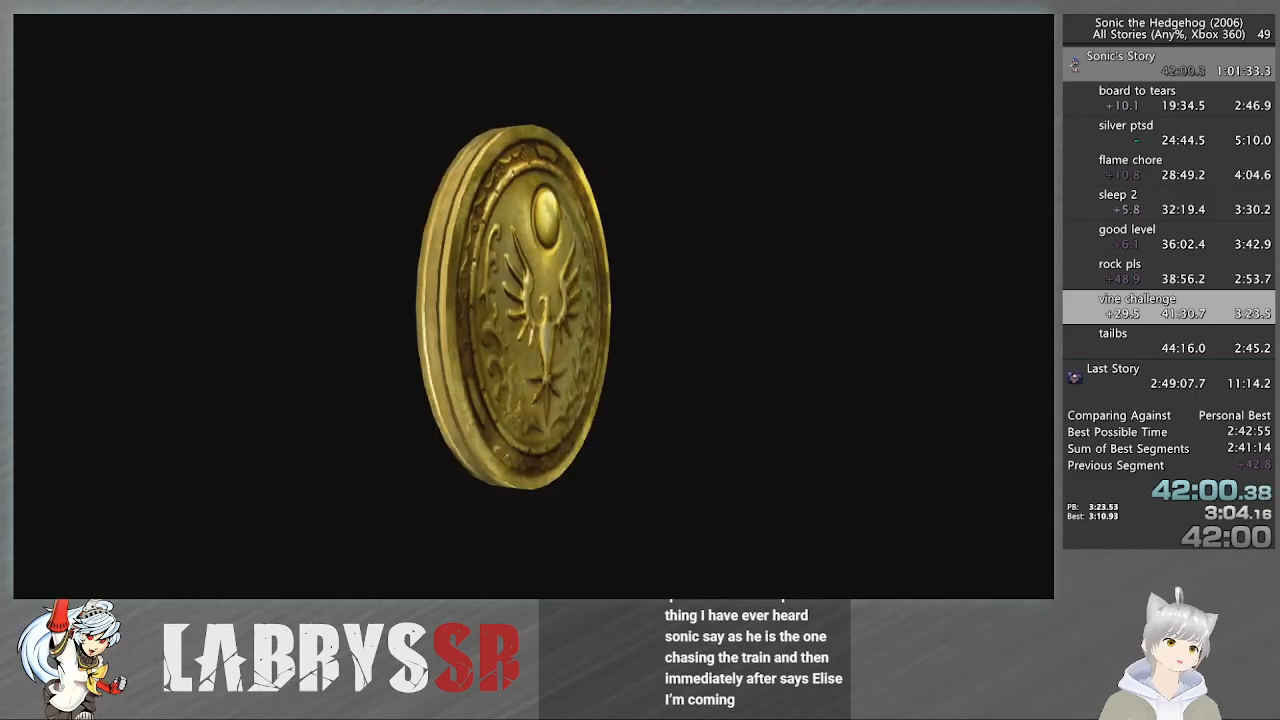 Sonic the Hedgehog (2006)
All Stories (Any%, Xbox 360) 49
Sonic's Story
42:00.3 1:01:33.3
board to tears
+10.1 19:34.5 2:46.9
silver ptsd
- 24:44.5 5:10.0
flame chore
+10.8 28:49.2 4:04.6
sleep 2
+5.8 32:19.4 3:30.2
good level
+6.1 36:02.4 3:42.9
rock pls
+48.9 38:56.2 2:53.7
vine challenge
+29.5 41:30.7 3:23.5
tailbs
44:16.0 2:45.2
Last Story
2:49:07.7 11:14.2
Comparing Against Personal Best
Best Possible Time 2:42:55
Sum of Best Segments 2:41:14
Previous Segment +42.8
42:00.38
PB: 3:23.53
Best: 3:10.93
3:04.16
42:00
LABRYSSR
thing I have ever heard
sonic say as he is the one
chasing the train and then
immediately after says Elise
I'm coming